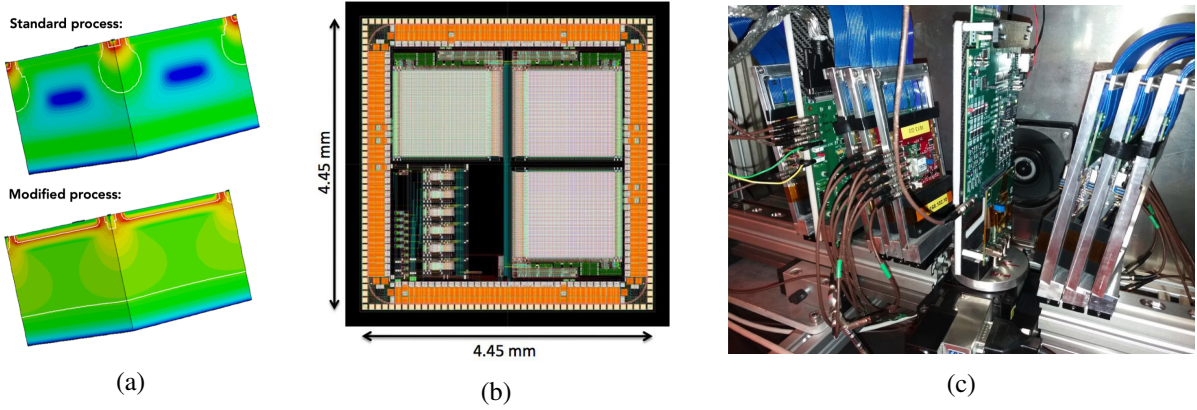 Standard process:
Modified process:
4.45 mm
4.45 mm
(a)
(b)
(c)